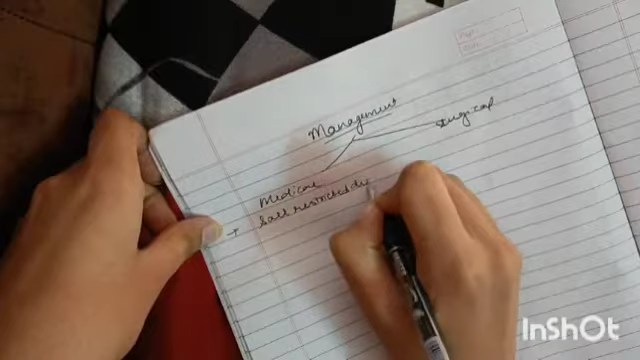 Management
Surgical
Medical
→ Salt restricted di
InShOt